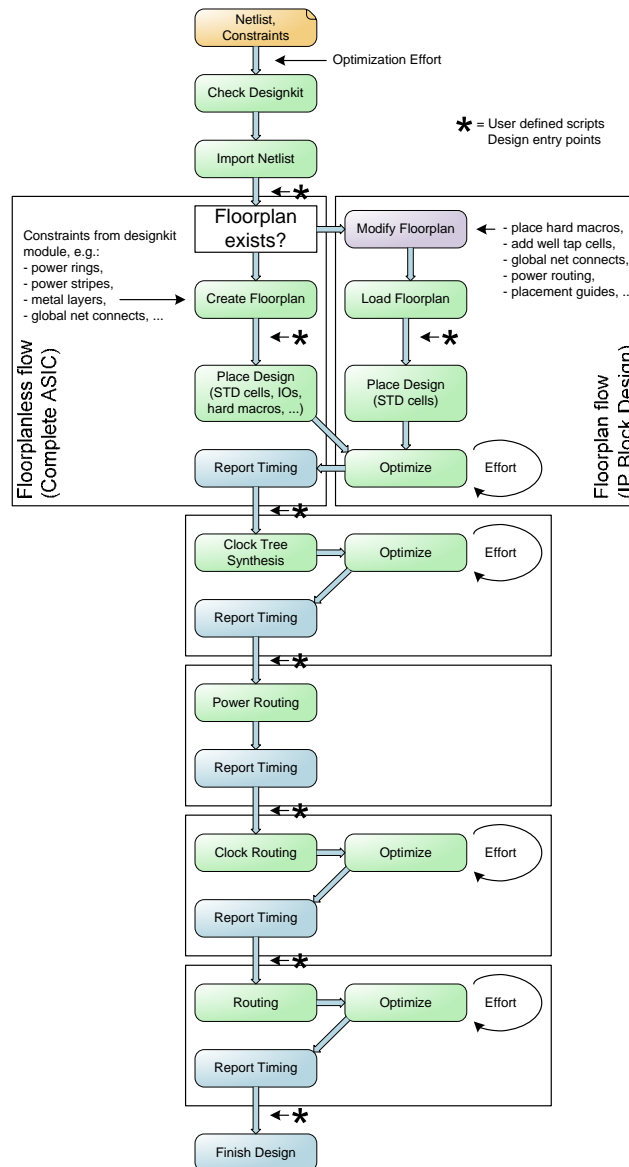 Netlist,
Constraints
Optimization Effort
Check Designkit
* = User defined scripts
Design entry points
Import Netlist
*
Floorplan
exists?
Modify Floorplan
- place hard macros,
- add well tap cells,
- global net connects,
- power routing,
- placement guides, ...
Constraints from designkit
module, e.g.:
- power rings,
- power stripes,
- metal layers,
- global net connects, ...
Create Floorplan
Load Floorplan
*
*
Place Design
(STD cells, IOs,
hard macros, ...)
Place Design
(STD cells)
Floorplanless flow
(Complete ASIC)
Floorplan flow
(IP Block Design)
Report Timing
Optimize
Effort
*
Clock Tree
Synthesis
Optimize
Effort
Report Timing
*
Power Routing
Report Timing
*
Clock Routing
Optimize
Effort
Report Timing
*
Routing
Optimize
Effort
Report Timing
*
Finish Design